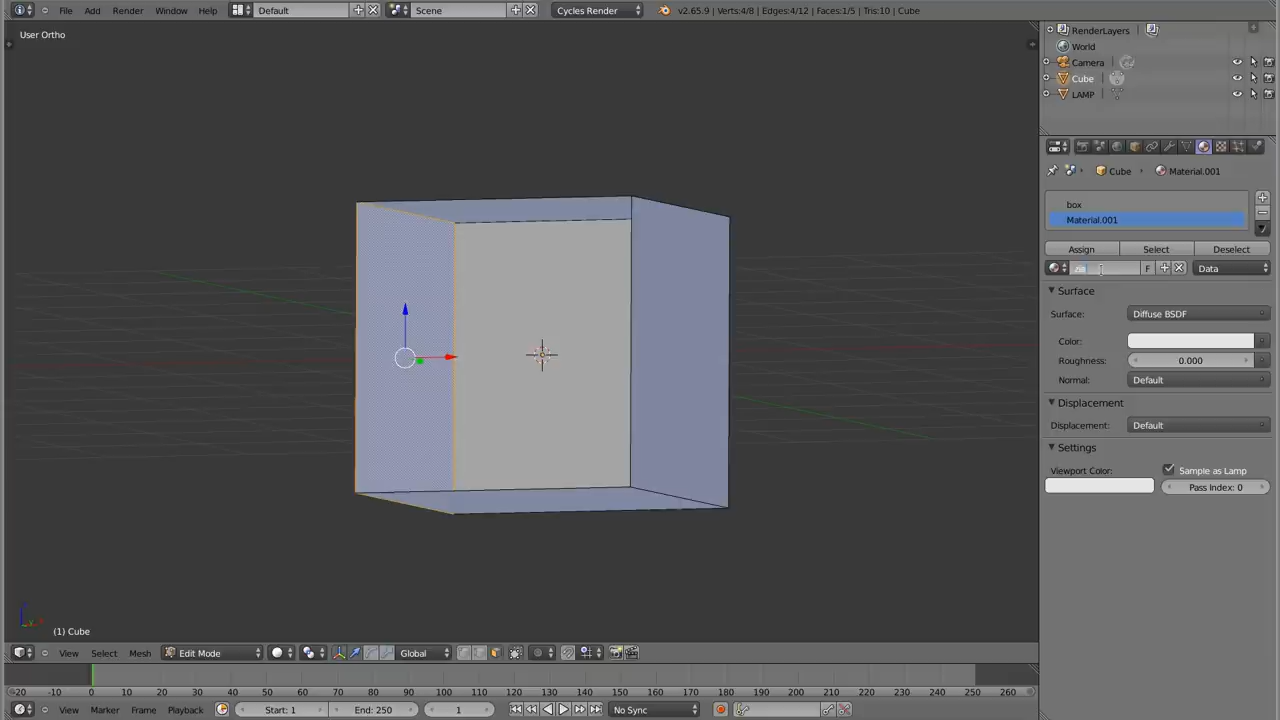 File Add Render Window Help Default Scene Cycles Render v2.65.9 | Verts:4/8 | Edges:4/12 | Faces:1/5 | Tris:10 | Cube
User Ortho
RenderLayers
World
Camera
Cube
LAMP
Cube Material.001
box
Material.001
Assign Select Deselect
F Data
Surface
Surface: Diffuse BSDF
Color:
Roughness: 0.000
Normal: Default
Displacement
Displacement: Default
Settings
Viewport Color: Sample as Lamp
Pass Index: 0
(1) Cube
View Select Mesh Edit Mode Global
-20 -10 0 10 20 30 40 50 60 70 80 90 100 110 120 130 140 150 160 170 180 190 200 210 220 230 240 250 260
View Marker Frame Playback Start: 1 End: 250 1 No Sync